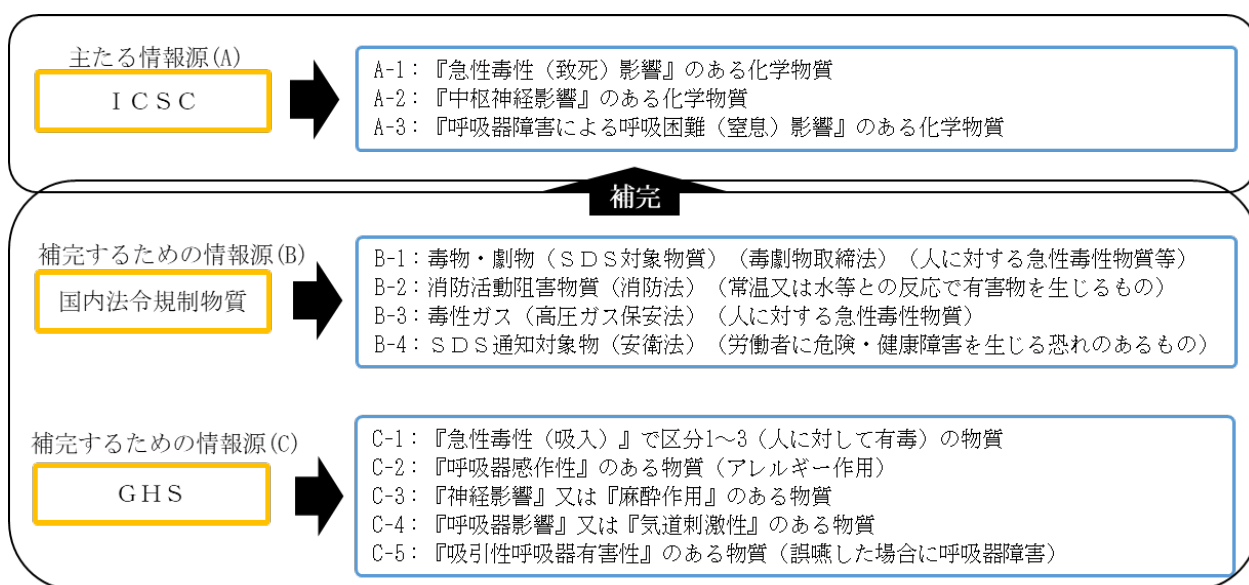 主たる情報源(A)
ＩＣＳＣ
A-1：『急性毒性（致死）影響』のある化学物質
A-2：『中枢神経影響』のある化学物質
A-3：『呼吸器障害による呼吸困難（窒息）影響』のある化学物質
補完
補完するための情報源(B)
国内法令規制物質
B-1：毒物・劇物（ＳＤＳ対象物質）（毒劇物取締法）（人に対する急性毒性物質等）
B-2：消防活動阻害物質（消防法）（常温又は水等との反応で有害物を生じるもの）
B-3：毒性ガス（高圧ガス保安法）（人に対する急性毒性物質）
B-4：ＳＤＳ通知対象物（安衛法）（労働者に危険・健康障害を生じる恐れのあるもの）
補完するための情報源(C)
ＧＨＳ
C-1：『急性毒性（吸入）』で区分1～3（人に対して有毒）の物質
C-2：『呼吸器感作性』のある物質（アレルギー作用）
C-3：『神経影響』又は『麻酔作用』のある物質
C-4：『呼吸器影響』又は『気道刺激性』のある物質
C-5：『吸引性呼吸器有害性』のある物質（誤嚥した場合に呼吸器障害）